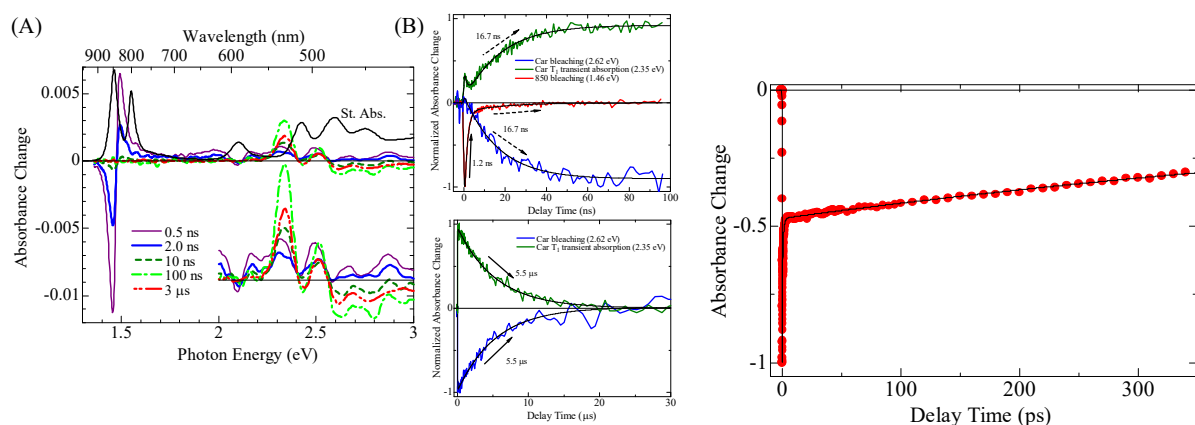 (A)
Wavelength (nm)
900 800 700 600 500
Absorbance Change
0.005
0
-0.005
-0.01
St. Abs.
0.5 ns
2.0 ns
10 ns
100 ns
3 μs
1.5 2 2.5 3
Photon Energy (eV)
(B)
Normalized Absorbance Change
1
0
-1
16.7 ns
Car bleaching (2.62 eV)
Car T1 transient absorption (2.35 eV)
850 bleaching (1.46 eV)
16.7 ns
1.2 ns
0 20 40 60 80 100
Delay Time (ns)
Normalized Absorbance Change
1
0
-1
Car bleaching (2.62 eV)
Car T1 transient absorption (2.35 eV)
5.5 μs
5.5 μs
0 10 20 30
Delay Time (μs)
Absorbance Change
0
-0.5
-1
0 100 200 300
Delay Time (ps)